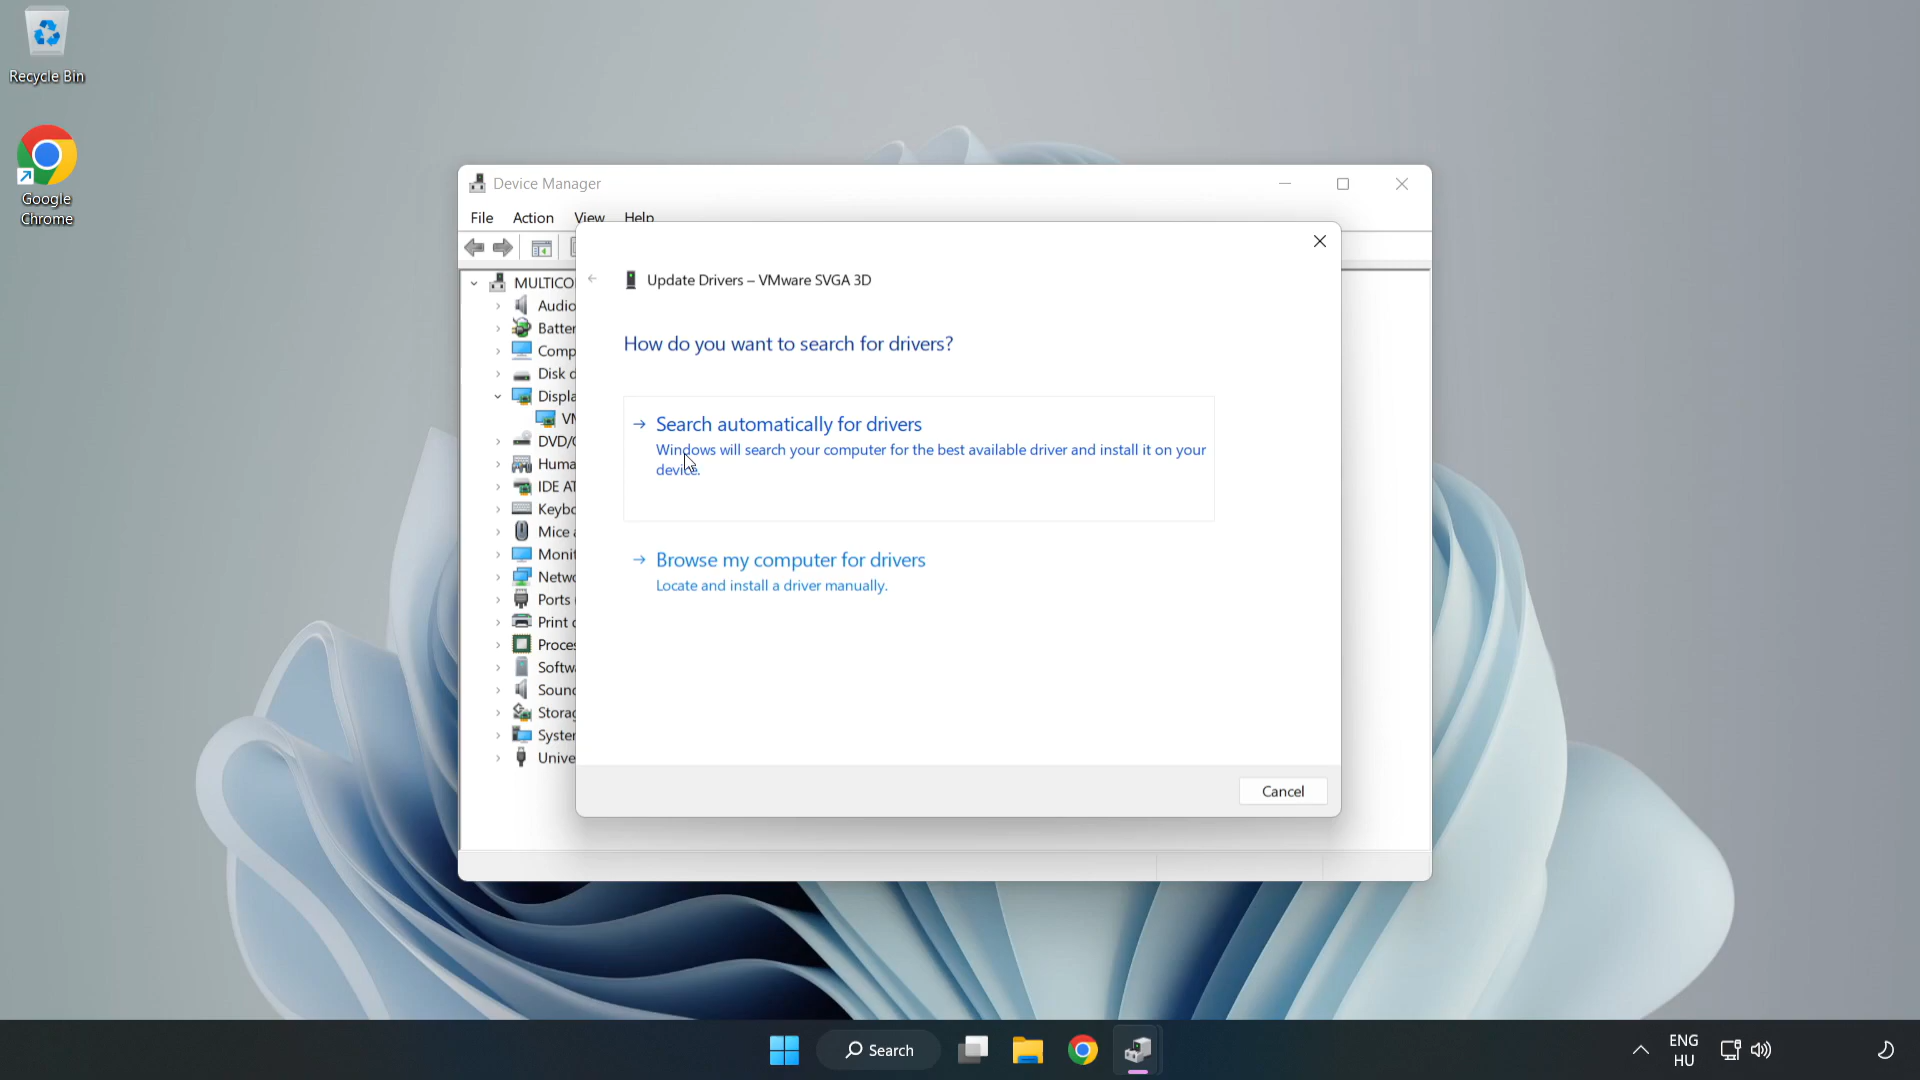 Recycle Bin
Google
Chrome
Device Manager
File Action View Help
Update Drivers – VMware SVGA 3D
How do you want to search for drivers?
Search automatically for drivers
Windows will search your computer for the best available driver and install it on your
device.
Browse my computer for drivers
Locate and install a driver manually.
Cancel
MULTICO
Audio
Batter
Comp
Disk d
Displa
VM
DVD/
Huma
IDE AT
Keybo
Mice a
Monit
Netwo
Ports
Print
Proces
Softwa
Sound
Storag
System
Unive
Search
ENG
HU